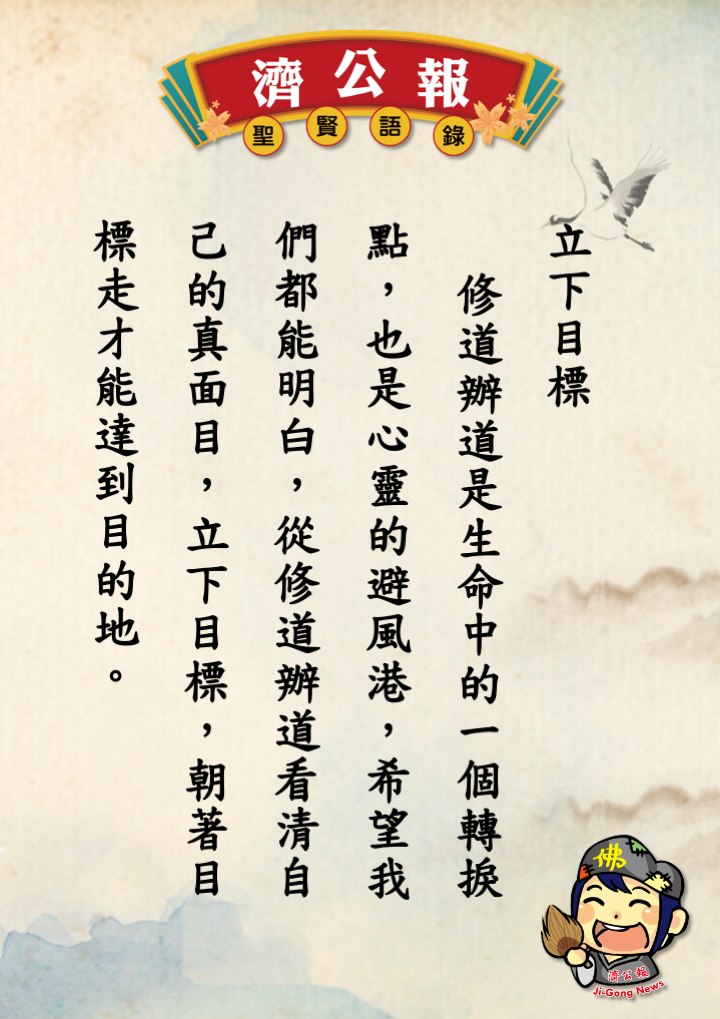 濟公報
聖賢語錄
立下目標
修道辦道是生命中的一個轉捩
點，也是心靈的避風港，希望我
們都能明白，從修道辦道看清自
己的真面目，立下目標，朝著目
標走才能達到目的地。
佛
濟公報
Ji-Gong News